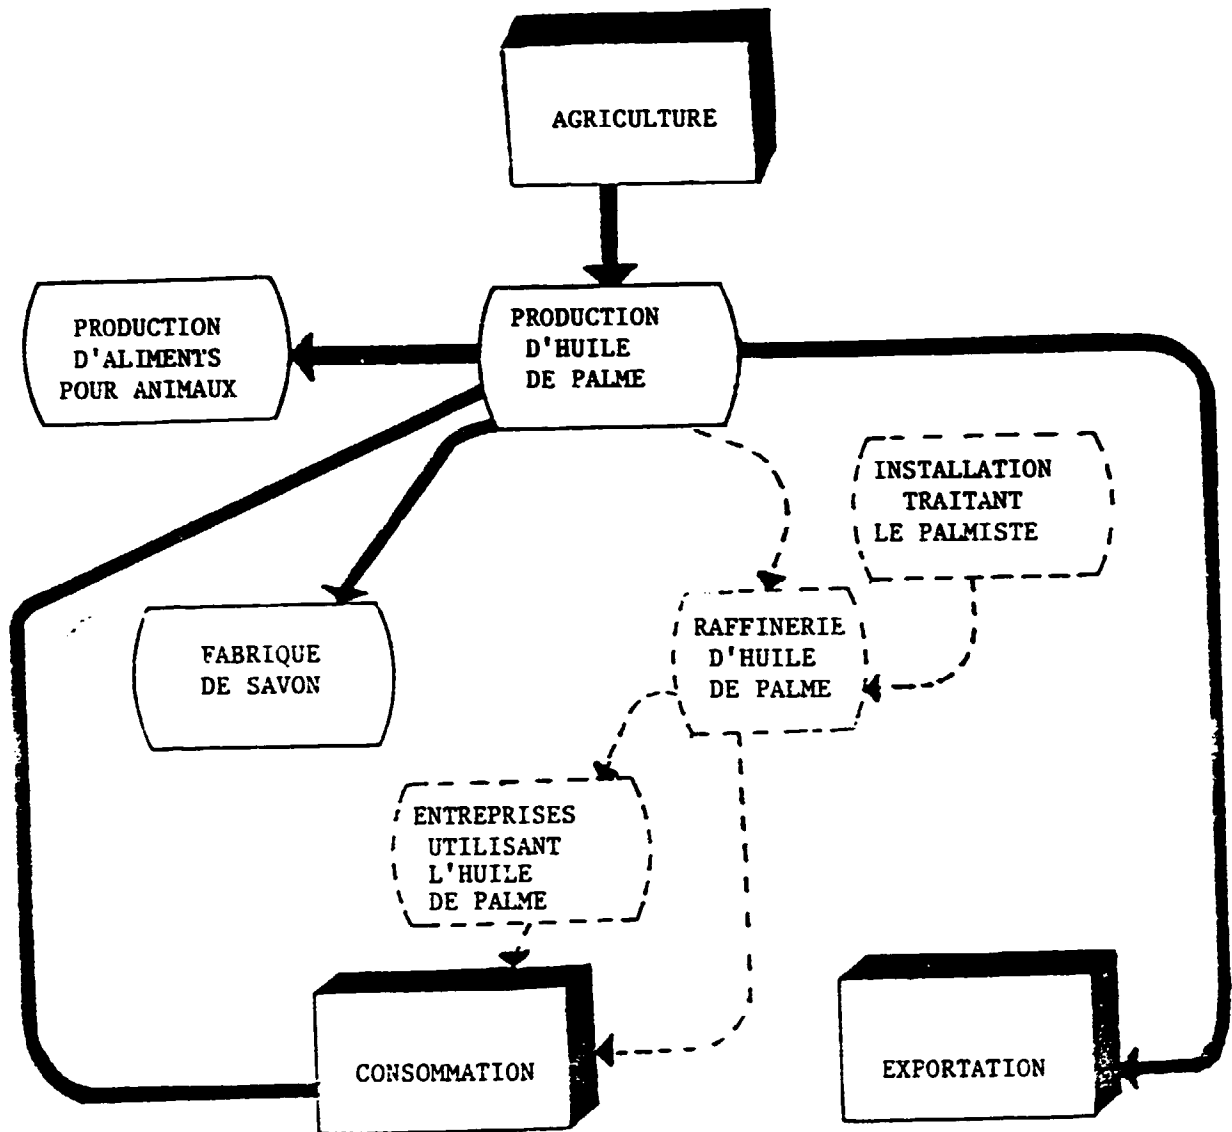 AGRICULTURE
PRODUCTION
D'ALIMENTS
POUR ANIMAUX
PRODUCTION
D'HUILE
DE PALME
INSTALLATION
TRAITANT
LE PALMISTE
FABRIQUE
DE SAVON
RAFFINERIE
D'HUILE
DE PALME
ENTREPRISES
UTILISANT
L'HUILE
DE PALME
CONSOMMATION
EXPORTATION